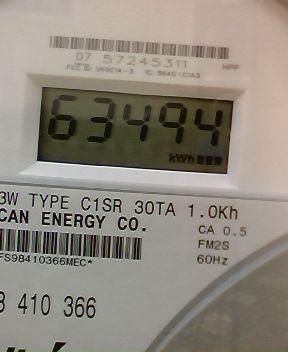 07 57245311
HPP
63494
kWh
3W TYPE C1SR 30TA 1.0Kh
CAN ENERGY CO.
CA 0.5
FM2S
60Hz
FS98410366MEC*
410 366